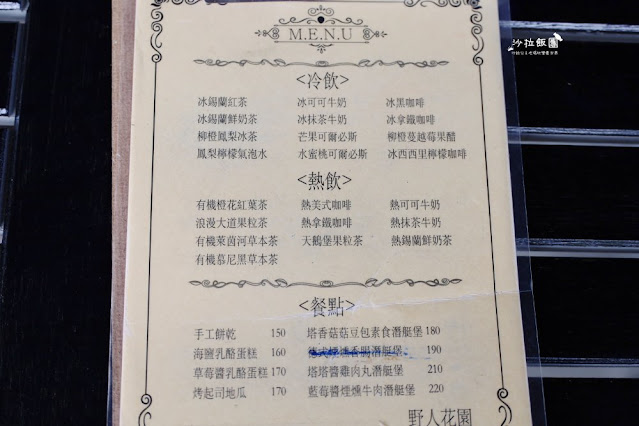 沙拉飯團
M.E.N.U
<冷飲>
冰錫蘭紅茶 冰可可牛奶 冰黑咖啡
冰錫蘭鮮奶茶 冰抹茶牛奶 冰拿鐵咖啡
柳橙鳳梨冰茶 芒果可爾必斯 柳橙蔓越莓果醋
鳳梨檸檬氣泡水 水蜜桃可爾必斯 冰西西里檸檬咖啡
<熱飲>
有機橙花紅葉茶 熱美式咖啡 熱可可牛奶
浪漫大道果粒茶 熱拿鐵咖啡 熱抹茶牛奶
有機萊茵河草本茶 天鵝堡果粒茶 熱錫蘭鮮奶茶
有機慕尼黑草本茶
<餐點>
手工餅乾 150 塔香菇菇豆包素食潛艇堡 180
海鹽乳酪蛋糕 160 德式煙燻香腸潛艇堡 190
草莓醬乳酪蛋糕 170 塔塔醬雞肉丸潛艇堡 210
烤起司地瓜 170 藍莓醬煙燻牛肉潛艇堡 220
野人花園